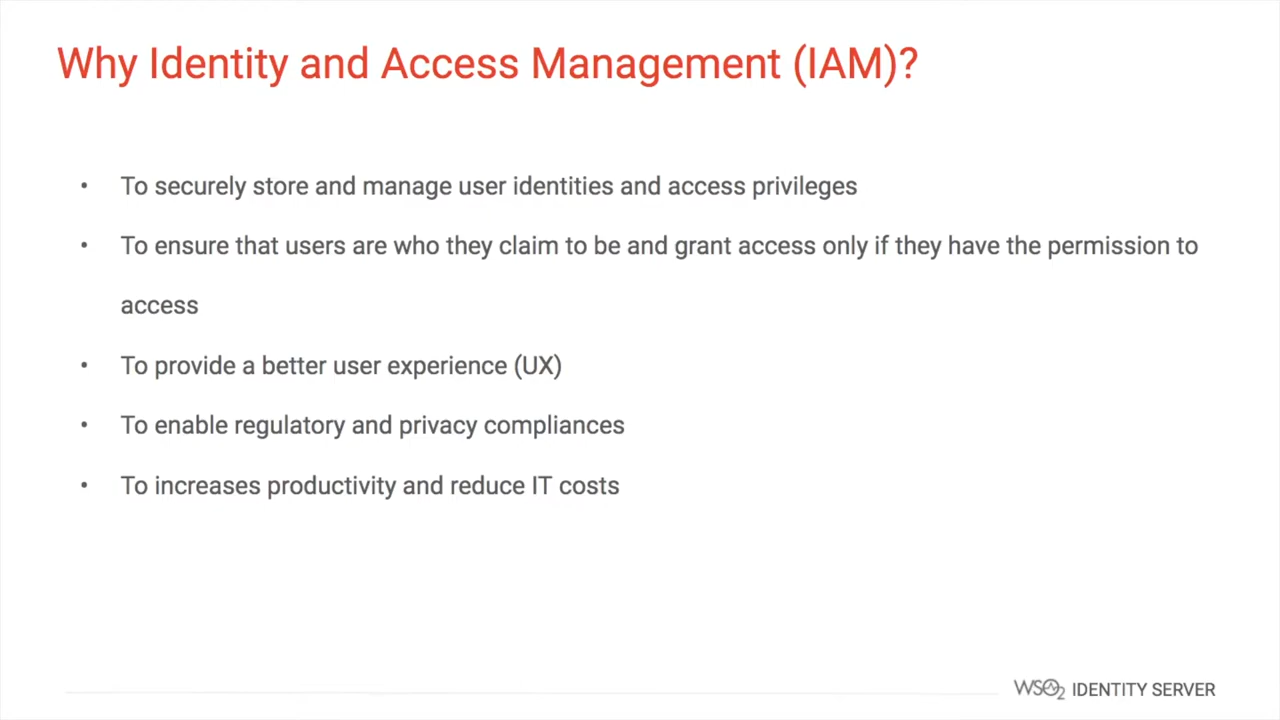 Why Identity and Access Management (IAM)?
• To securely store and manage user identities and access privileges
• To ensure that users are who they claim to be and grant access only if they have the permission to
access
• To provide a better user experience (UX)
• To enable regulatory and privacy compliances
• To increases productivity and reduce IT costs
WSO2 IDENTITY SERVER